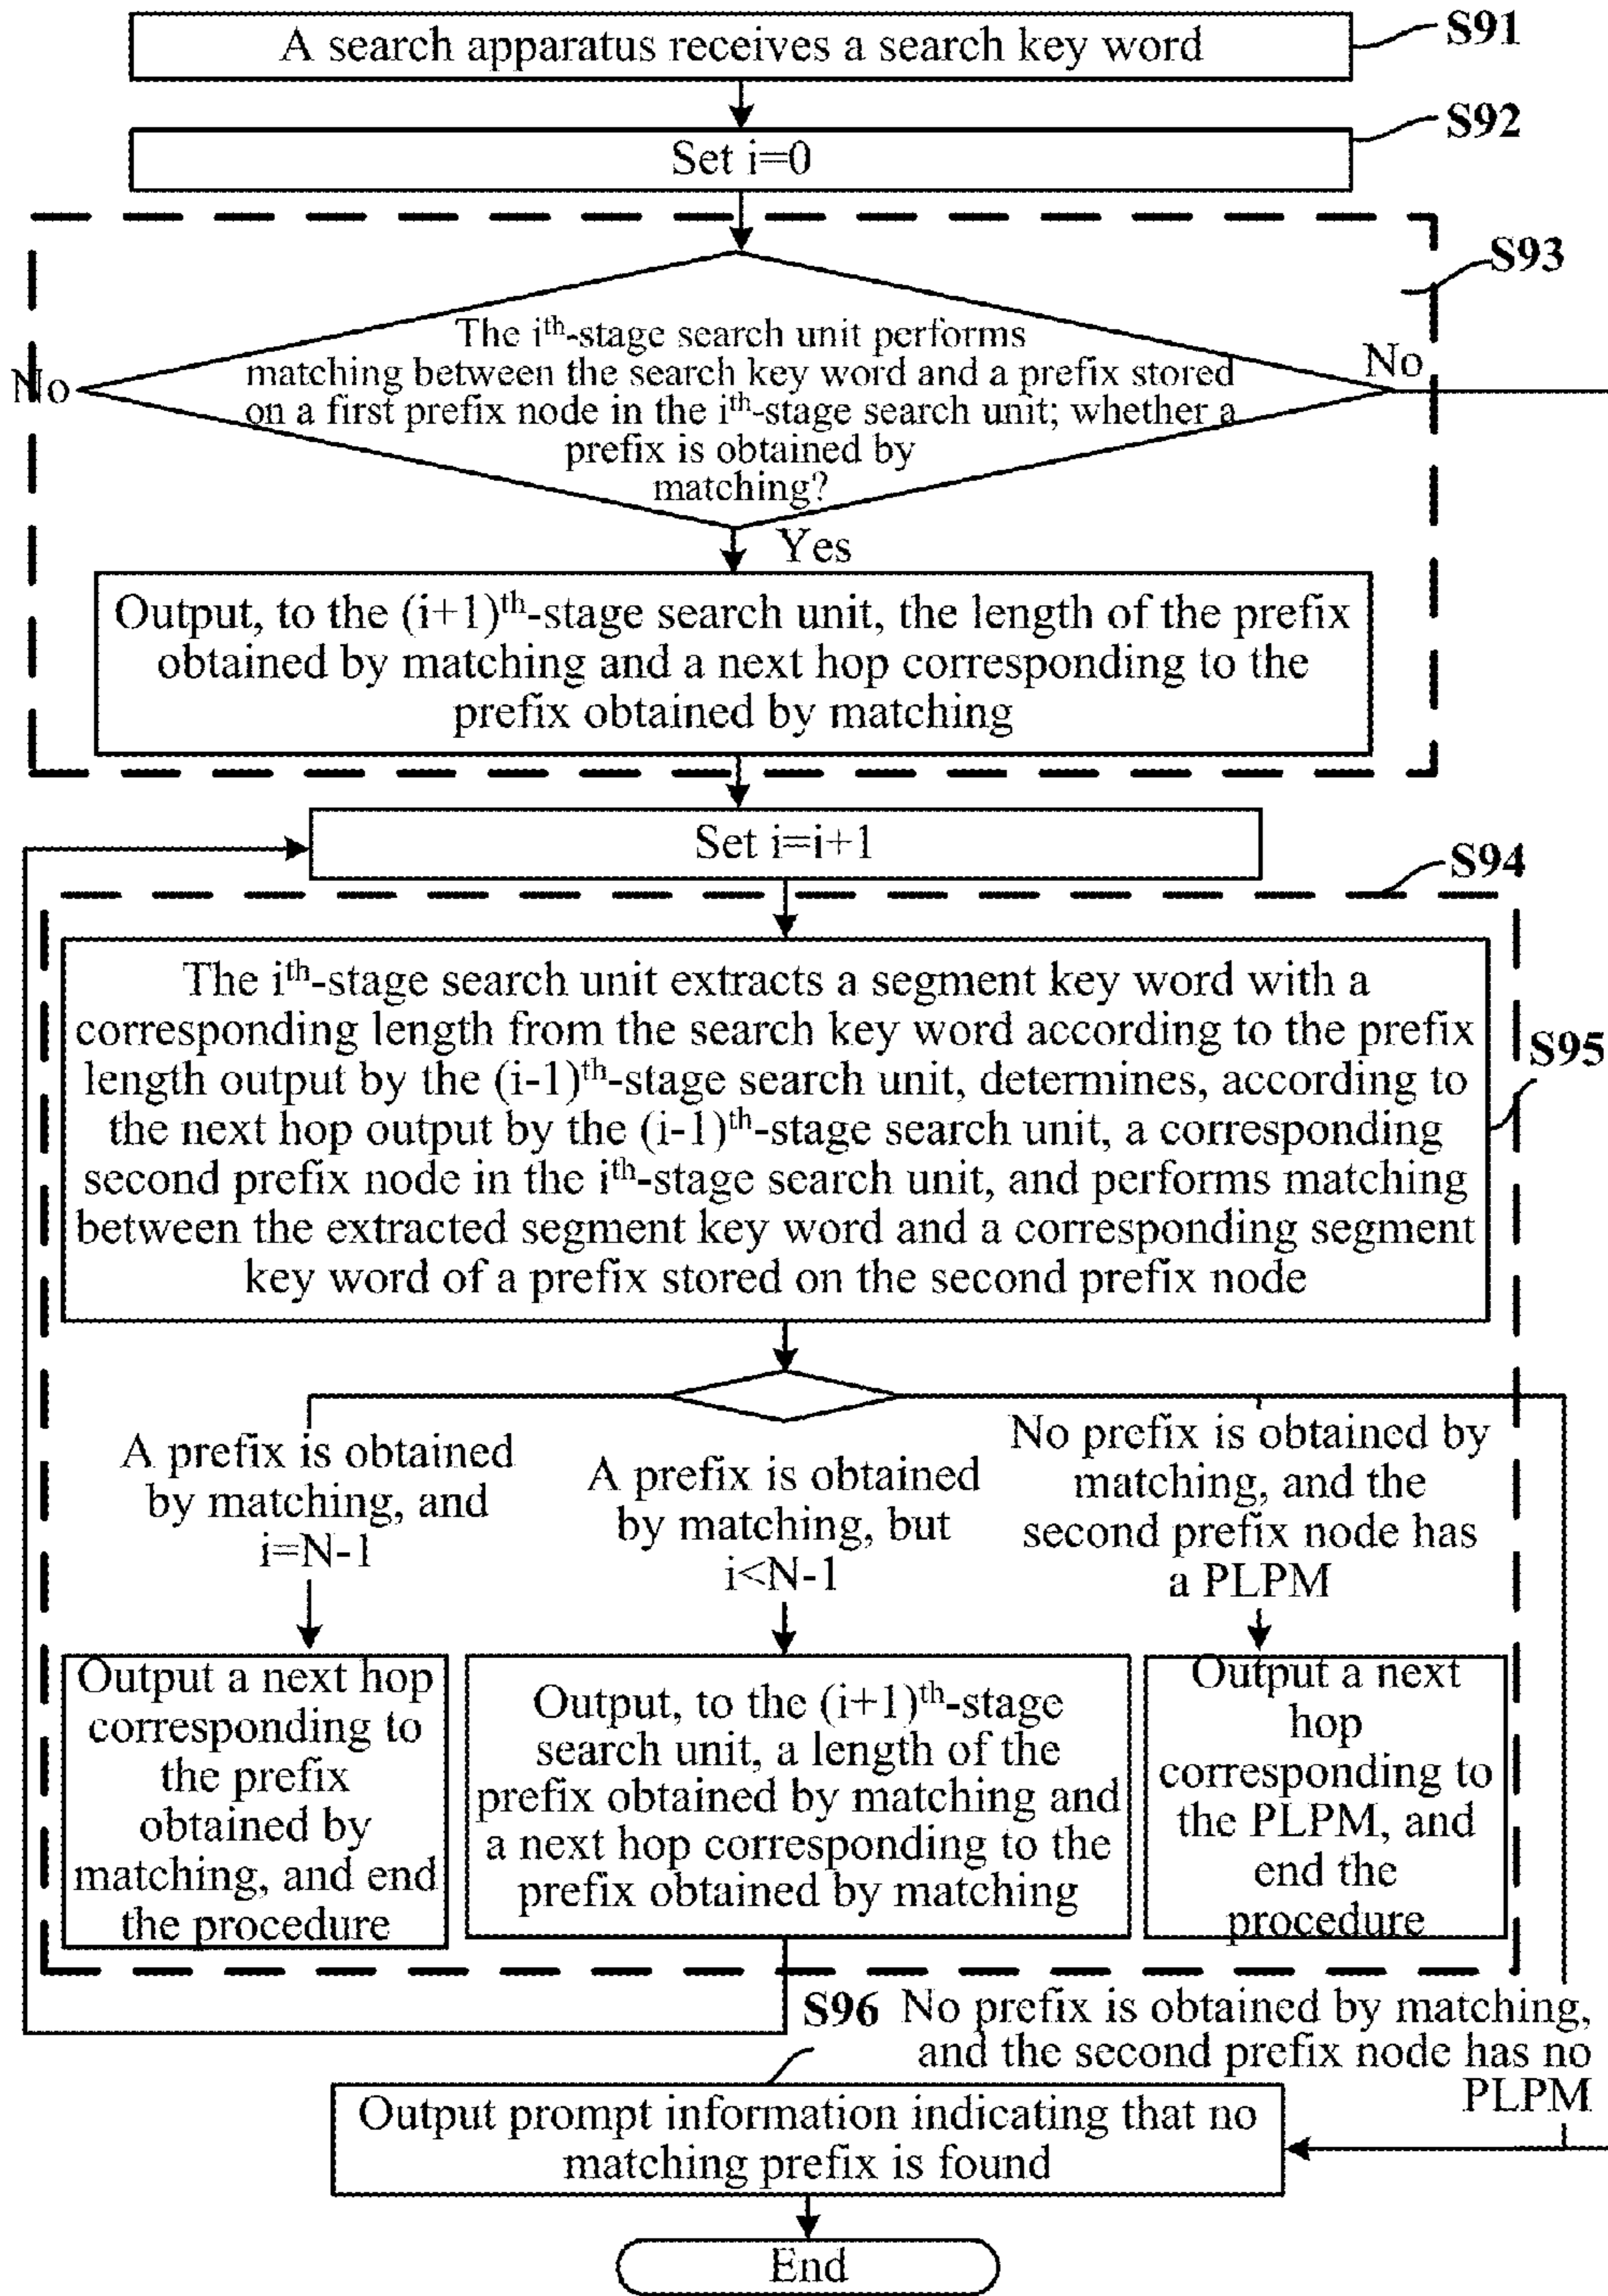 A search apparatus receives a search key word
S91
Set i=0
S92
S93
The ith-stage search unit performs
matching between the search key word and a prefix stored
on a first prefix node in the ith-stage search unit; whether a
prefix is obtained by
matching?
No
No
Yes
Output, to the (i+1)th-stage search unit, the length of the prefix
obtained by matching and a next hop corresponding to the
prefix obtained by matching
Set i=i+1
S94
The ith-stage search unit extracts a segment key word with a
corresponding length from the search key word according to the prefix
length output by the (i-1)th-stage search unit, determines, according to
the next hop output by the (i-1)th-stage search unit, a corresponding
second prefix node in the ith-stage search unit, and performs matching
between the extracted segment key word and a corresponding segment
key word of a prefix stored on the second prefix node
S95
A prefix is obtained
by matching, and
i=N-1
A prefix is obtained
by matching, but
i<N-1
No prefix is obtained by
matching, and the
second prefix node has
a PLPM
Output a next hop
corresponding to
the prefix
obtained by
matching, and end
the procedure
Output, to the (i+1)th-stage
search unit, a length of the
prefix obtained by matching and
a next hop corresponding to the
prefix obtained by matching
Output a next
hop
corresponding to
the PLPM, and
end the
procedure
S96
No prefix is obtained by matching,
and the second prefix node has no
PLPM
Output prompt information indicating that no
matching prefix is found
End